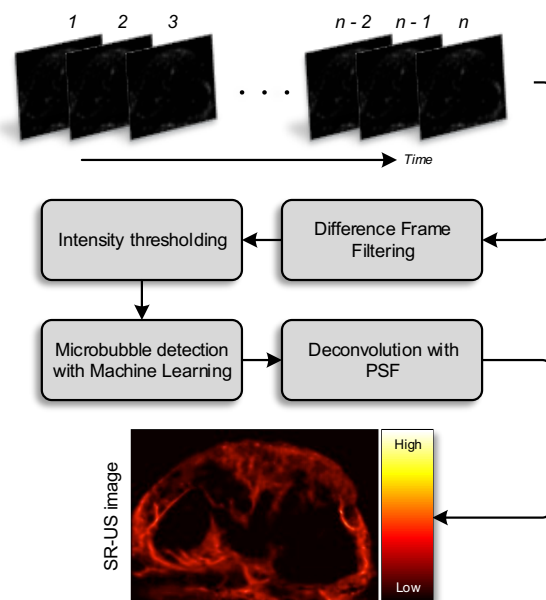 1 2 3 n - 2 n - 1 n
. . .
Time
Intensity thresholding
Difference Frame
Filtering
Microbubble detection
with Machine Learning
Deconvolution with
PSF
SR-US image
High
Low